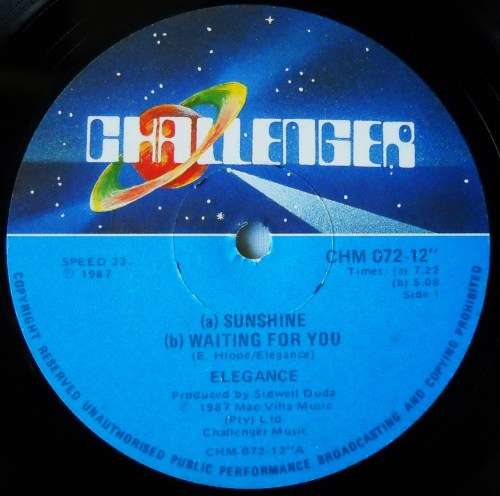 CHALLENGER
SPEED 33.
℗ 1987
CHM 072-12"
Times: (a) 7.22
(b) 5.08
Side 1
(a) SUNSHINE
(b) WAITING FOR YOU
(E. Hlope/Elegance)
ELEGANCE
Produced by Sidwell Duda
℗ 1987 Mac-Villa Music
(Pty) Ltd.
Challenger Music
CHM-072-12"A
COPYRIGHT RESERVED UNAUTHORISED PUBLIC PERFORMANCE BROADCASTING AND COPYING PROHIBITED